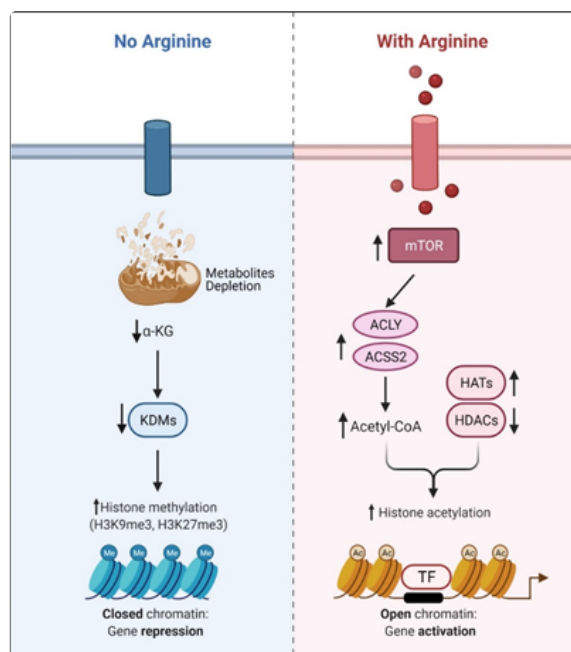 No Arginine
Metabolites
Depletion
α-KG
KDMs
Histone methylation
(H3K9me3, H3K27me3)
Me Me Me Me
Closed chromatin:
Gene repression
With Arginine
mTOR
ACLY
ACSS2
Acetyl-CoA
HATs
HDACs
Histone acetylation
Ac Ac Ac Ac
TF
Open chromatin:
Gene activation